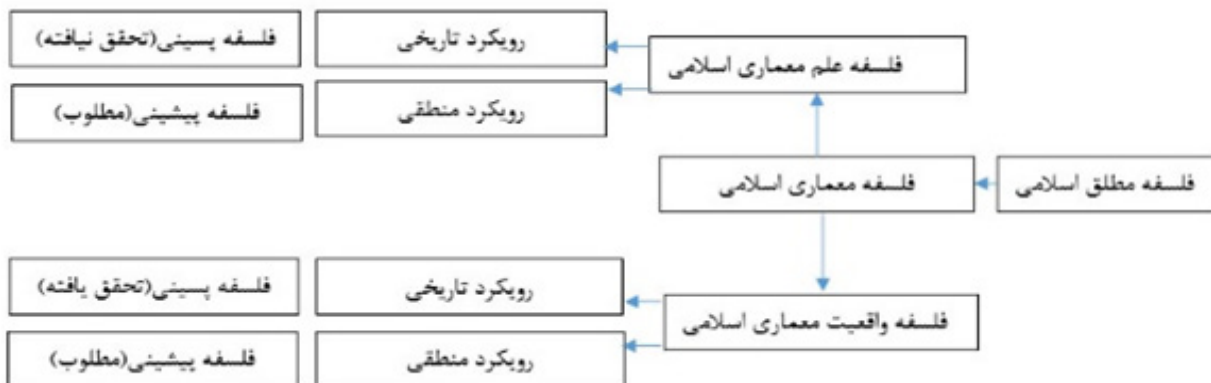 فلسفه علم معماری اسلامی
رویکرد تاریخی
فلسفه پسینی(تحقق نیافته)
رویکرد منطقی
فلسفه پیشینی(مطلوب)
فلسفه مطلق اسلامی
فلسفه معماری اسلامی
فلسفه واقعیت معماری اسلامی
رویکرد تاریخی
فلسفه پسینی(تحقق یافته)
رویکرد منطقی
فلسفه پیشینی(مطلوب)